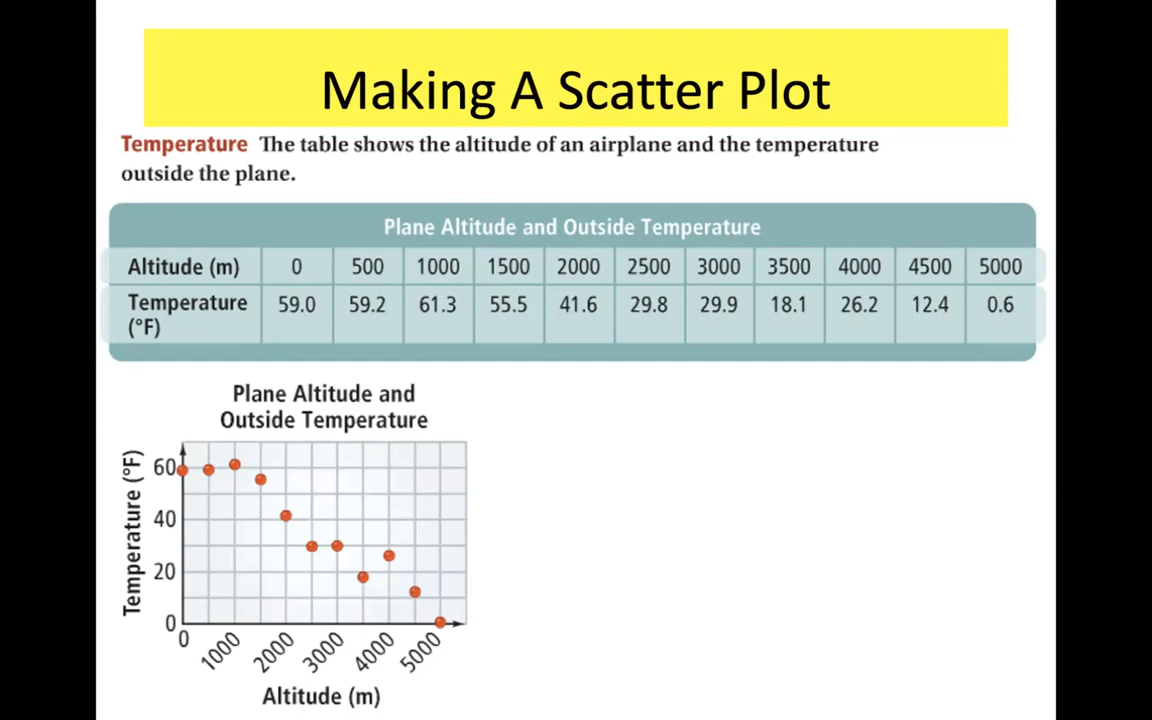 Making A Scatter Plot
Temperature The table shows the altitude of an airplane and the temperature
outside the plane.
Plane Altitude and Outside Temperature
Altitude (m) 0 500 1000 1500 2000 2500 3000 3500 4000 4500 5000
Temperature 59.0 59.2 61.3 55.5 41.6 29.8 29.9 18.1 26.2 12.4 0.6
(°F)
Plane Altitude and
Outside Temperature
Temperature (°F)
60
40
20
0
0 1000 2000 3000 4000 5000
Altitude (m)